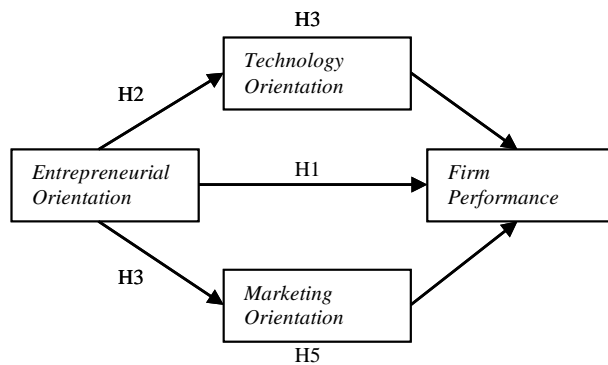 H3
Technology
Orientation
H2
Entrepreneurial
Orientation
H1
Firm
Performance
H3
Marketing
Orientation
H5